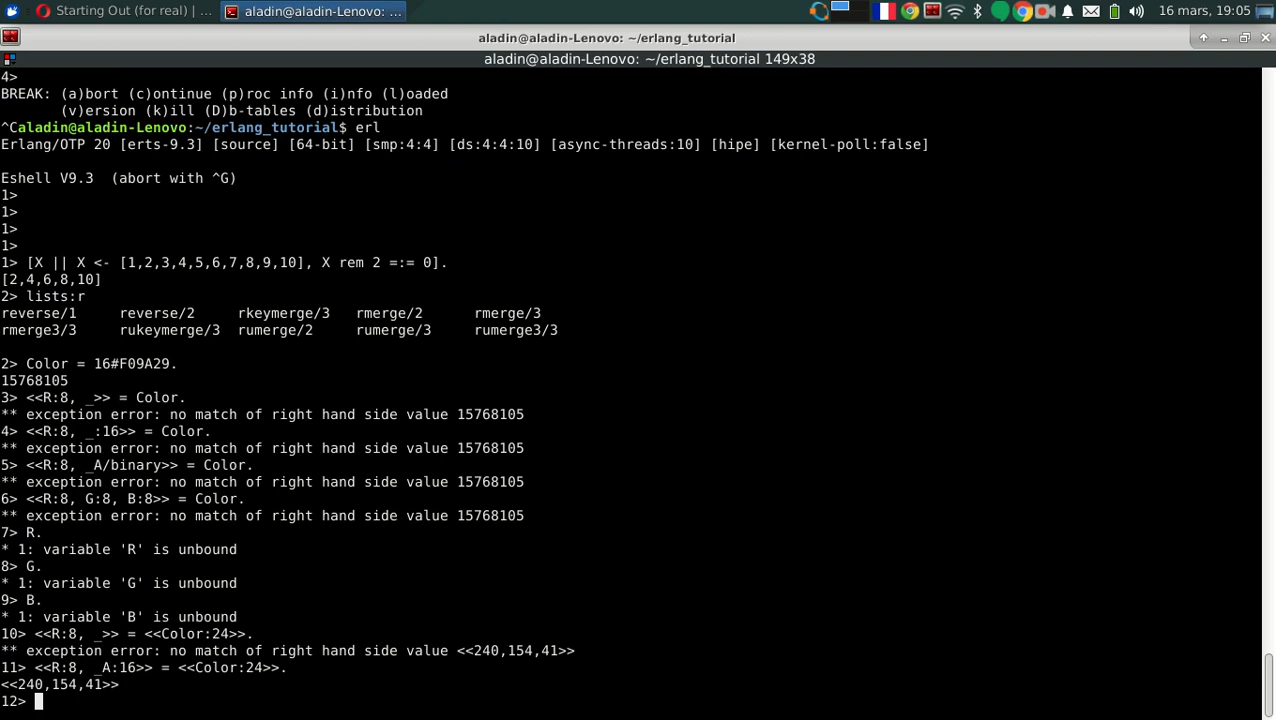 Starting Out (for real) | ...
aladin@aladin-Lenovo: ...
16 mars, 19:05
aladin@aladin-Lenovo: ~/erlang_tutorial
aladin@aladin-Lenovo: ~/erlang_tutorial 149x38
4>
BREAK: (a)bort (c)ontinue (p)roc info (i)nfo (l)oaded
       (v)ersion (k)ill (D)b-tables (d)istribution
^Caladin@aladin-Lenovo:~/erlang_tutorial$ erl
Erlang/OTP 20 [erts-9.3] [source] [64-bit] [smp:4:4] [ds:4:4:10] [async-threads:10] [hipe] [kernel-poll:false]
Eshell V9.3  (abort with ^G)
1>
1>
1>
1>
1> [X || X <- [1,2,3,4,5,6,7,8,9,10], X rem 2 =:= 0].
[2,4,6,8,10]
2> lists:r
reverse/1     reverse/2     rkeymerge/3   rmerge/2      rmerge/3
rmerge3/3     rukeymerge/3  rumerge/2     rumerge/3     rumerge3/3
2> Color = 16#F09A29.
15768105
3> <<R:8, _>> = Color.
** exception error: no match of right hand side value 15768105
4> <<R:8, _:16>> = Color.
** exception error: no match of right hand side value 15768105
5> <<R:8, _A/binary>> = Color.
** exception error: no match of right hand side value 15768105
6> <<R:8, G:8, B:8>> = Color.
** exception error: no match of right hand side value 15768105
7> R.
* 1: variable 'R' is unbound
8> G.
* 1: variable 'G' is unbound
9> B.
* 1: variable 'B' is unbound
10> <<R:8, _>> = <<Color:24>>.
** exception error: no match of right hand side value <<240,154,41>>
11> <<R:8, _A:16>> = <<Color:24>>.
<<240,154,41>>
12>